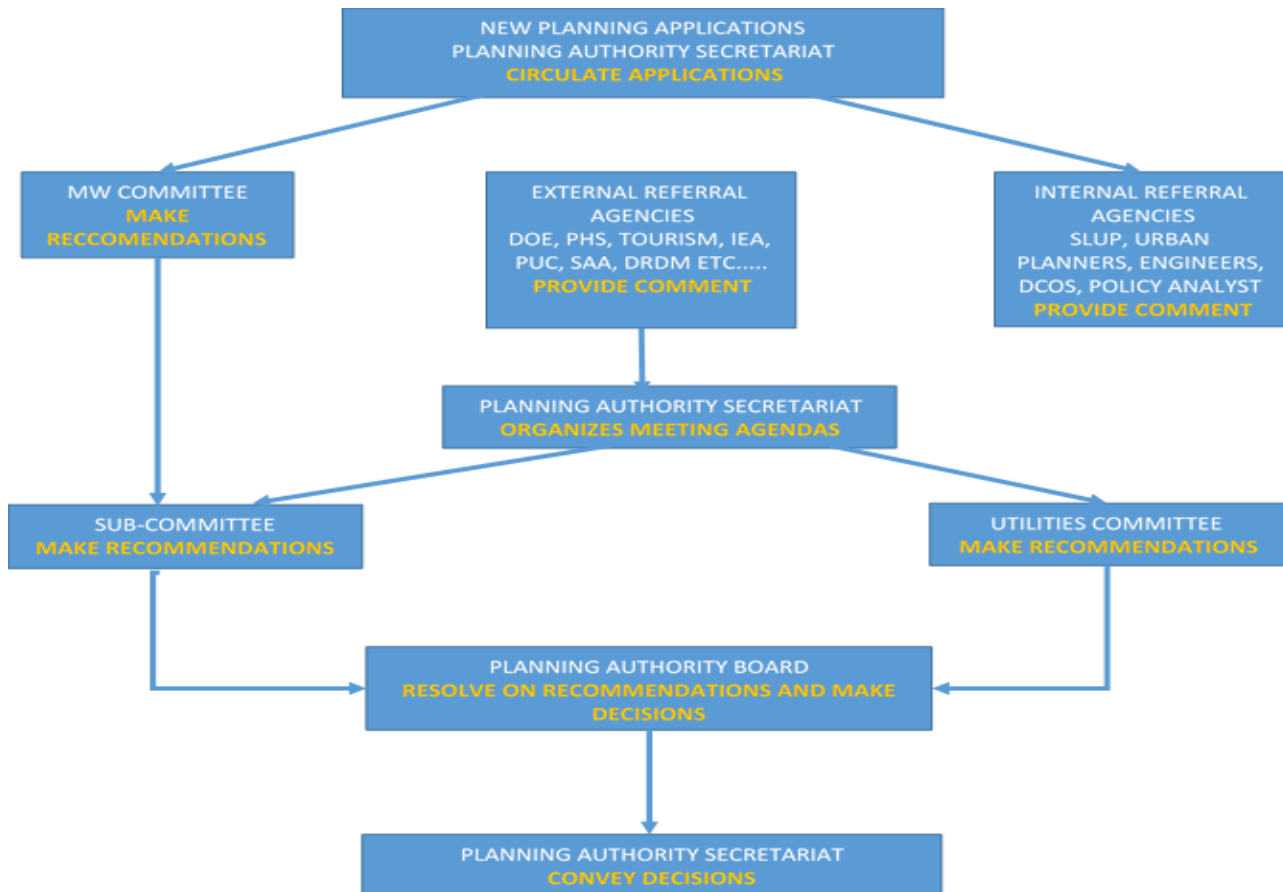 NEW PLANNING APPLICATIONS
PLANNING AUTHORITY SECRETARIAT
CIRCULATE APPLICATIONS
MW COMMITTEE
MAKE
RECCOMENDATIONS
EXTERNAL REFERRAL
AGENCIES
DOE, PHS, TOURISM, IEA,
PUC, SAA, DRDM ETC.....
PROVIDE COMMENT
INTERNAL REFERRAL
AGENCIES
SLUP, URBAN
PLANNERS, ENGINEERS,
DCOS, POLICY ANALYST
PROVIDE COMMENT
PLANNING AUTHORITY SECRETARIAT
ORGANIZES MEETING AGENDAS
SUB-COMMITTEE
MAKE RECOMMENDATIONS
UTILITIES COMMITTEE
MAKE RECOMMENDATIONS
PLANNING AUTHORITY BOARD
RESOLVE ON RECOMMENDATIONS AND MAKE
DECISIONS
PLANNING AUTHORITY SECRETARIAT
CONVEY DECISIONS